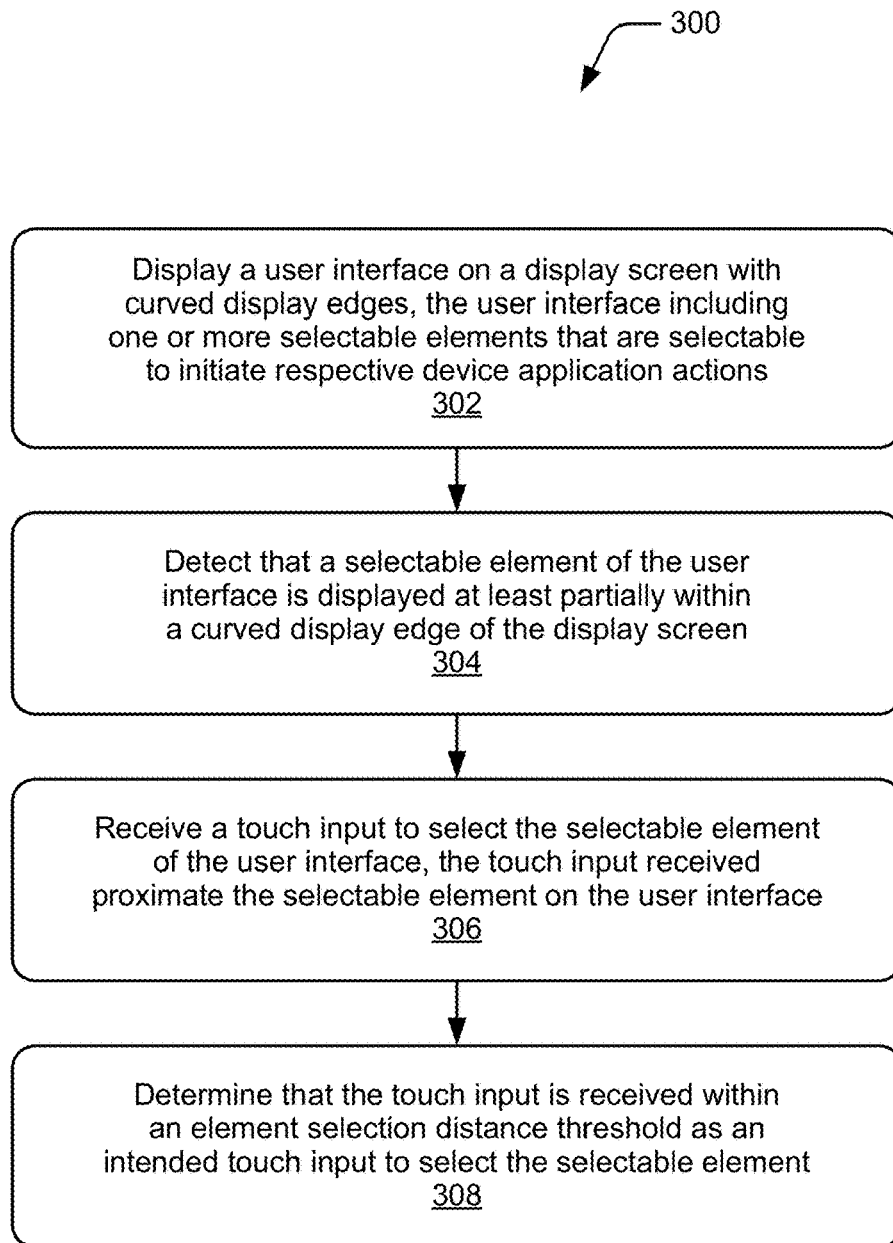 300
Display a user interface on a display screen with
curved display edges, the user interface including
one or more selectable elements that are selectable
to initiate respective device application actions
302
Detect that a selectable element of the user
interface is displayed at least partially within
a curved display edge of the display screen
304
Receive a touch input to select the selectable element
of the user interface, the touch input received
proximate the selectable element on the user interface
306
Determine that the touch input is received within
an element selection distance threshold as an
intended touch input to select the selectable element
308